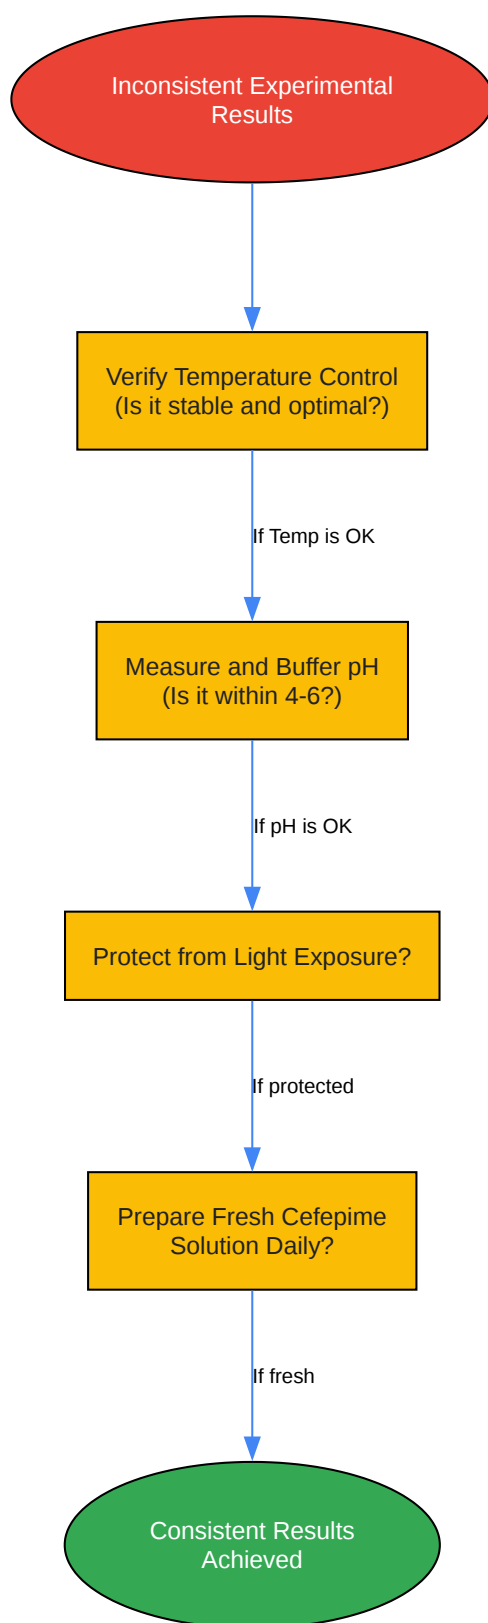 Inconsistent Experimental
Results
Verify Temperature Control
(Is it stable and optimal?)
If Temp is OK
Measure and Buffer pH
(Is it within 4-6?)
If pH is OK
Protect from Light Exposure?
If protected
Prepare Fresh Cefepime
Solution Daily?
If fresh
Consistent Results
Achieved